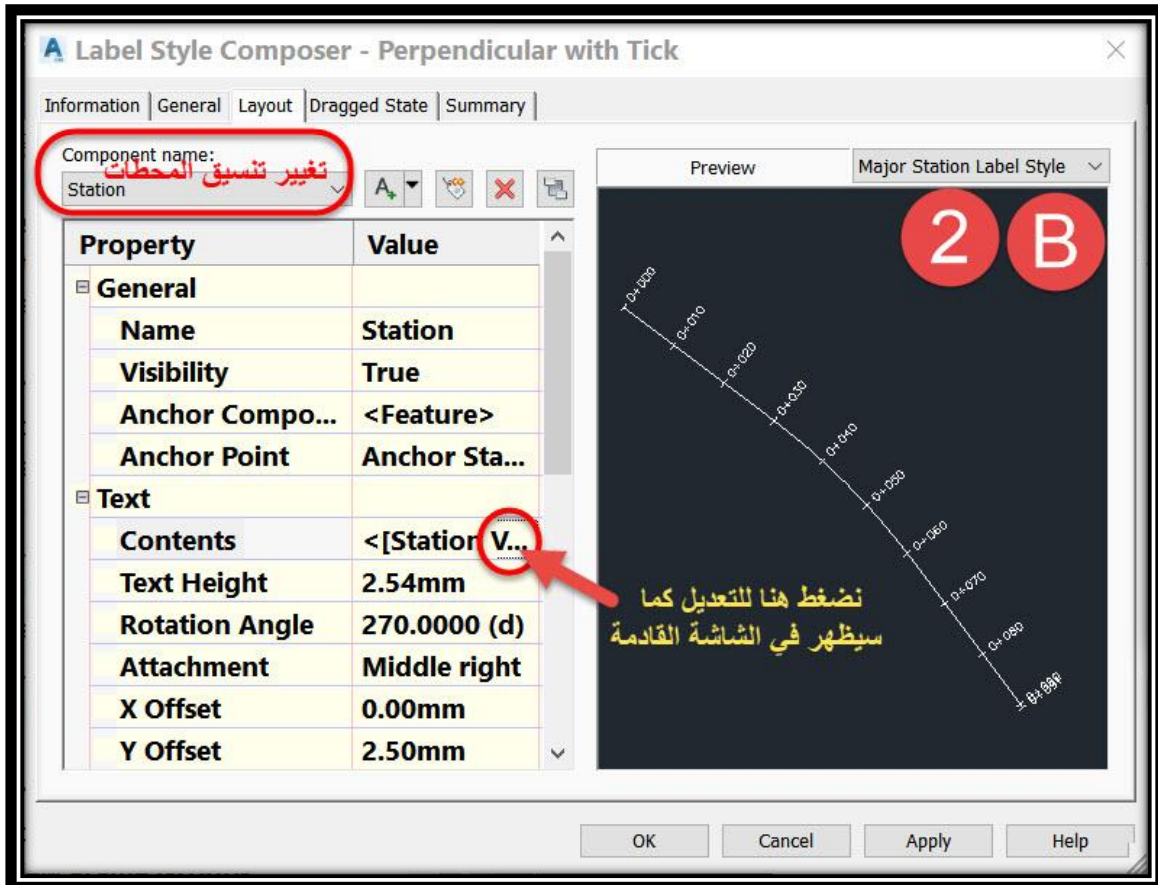 Label Style Composer - Perpendicular with Tick
Information General Layout Dragged State Summary
Component name:
تغيير تنسيق المحطات
Station
Preview
Major Station Label Style
2 B
Property Value
General
Name Station
Visibility True
Anchor Compo... <Feature>
Anchor Point Anchor Sta...
Text
Contents <[Station V...
Text Height 2.54mm
Rotation Angle 270.0000 (d)
Attachment Middle right
X Offset 0.00mm
Y Offset 2.50mm
0+000
0+010
0+020
0+030
0+040
0+050
0+060
0+070
0+080
نضغط هنا للتعديل كما
سيظهر في الشاشة القادمة
OK Cancel Apply Help